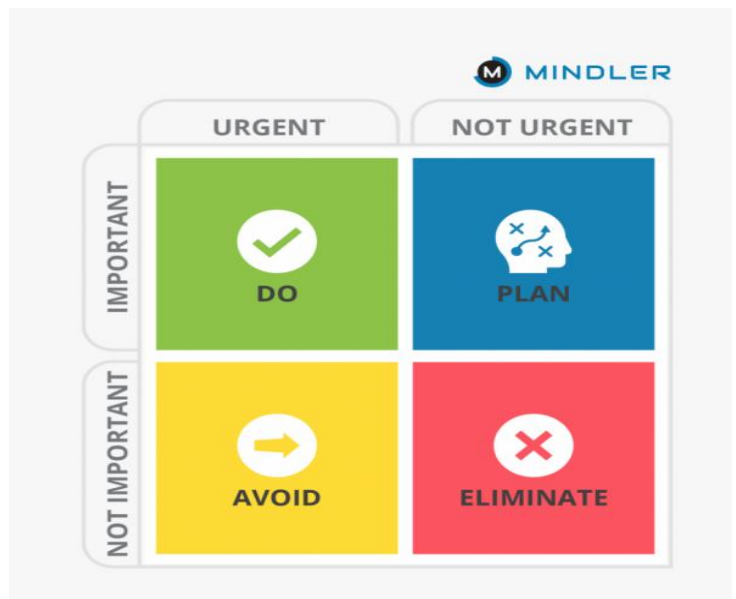 M MINDLER
URGENT NOT URGENT
IMPORTANT
DO PLAN
NOT IMPORTANT
AVOID ELIMINATE